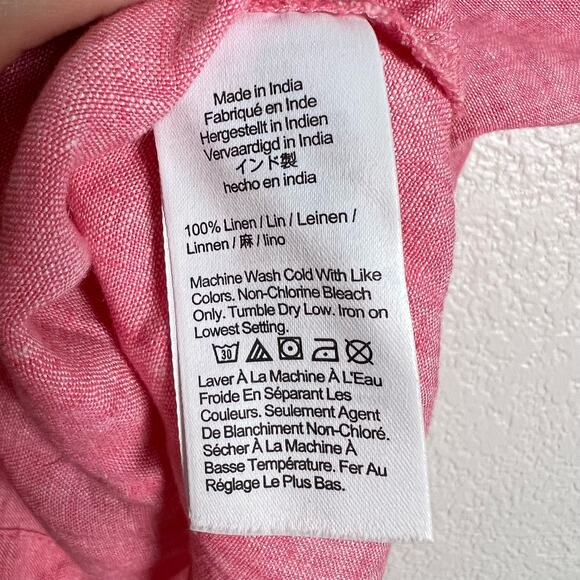 Made in India
Fabriqué en Inde
Hergestellt in Indien
Vervaardigd in India
インド製
hecho en india
100% Linen / Lin / Leinen /
Linnen / 麻 / lino
Machine Wash Cold With Like
Colors. Non-Chlorine Bleach
Only. Tumble Dry Low. Iron on
Lowest Setting.
30
Laver À La Machine À L'Eau
Froide En Séparant Les
Couleurs. Seulement Agent
De Blanchiment Non-Chloré.
Sécher À La Machine À
Basse Température. Fer Au
Réglage Le Plus Bas.